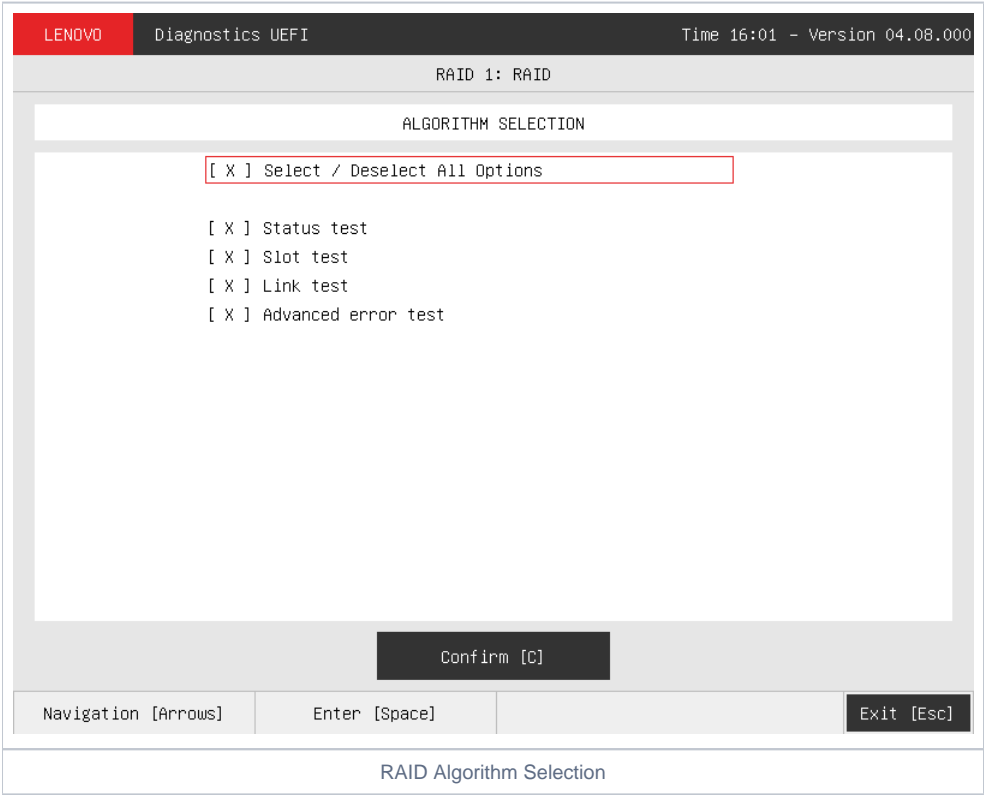 LENOVO Diagnostics UEFI Time 16:01 - Version 04.08.000
RAID 1: RAID
ALGORITHM SELECTION
[ X ] Select / Deselect All Options
[ X ] Status test
[ X ] Slot test
[ X ] Link test
[ X ] Advanced error test
Confirm [C]
Navigation [Arrows] Enter [Space] Exit [Esc]
RAID Algorithm Selection